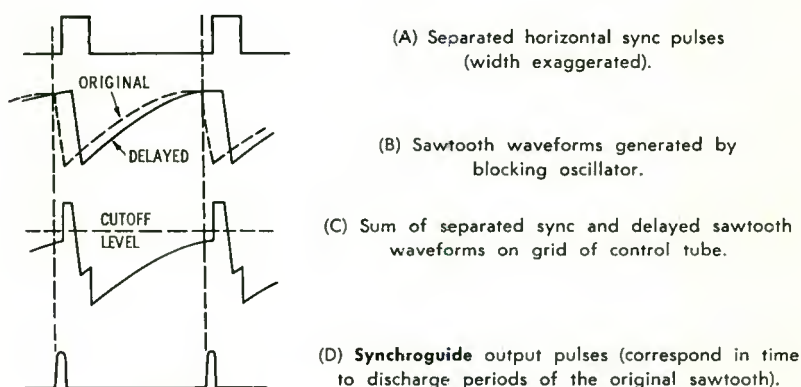 (A) Separated horizontal sync pulses
(width exaggerated).
ORIGINAL
DELAYED
(B) Sawtooth waveforms generated by
blocking oscillator.
CUTOFF
LEVEL
(C) Sum of separated sync and delayed sawtooth
waveforms on grid of control tube.
(D) Synchroguide output pulses (correspond in time
to discharge periods of the original sawtooth).